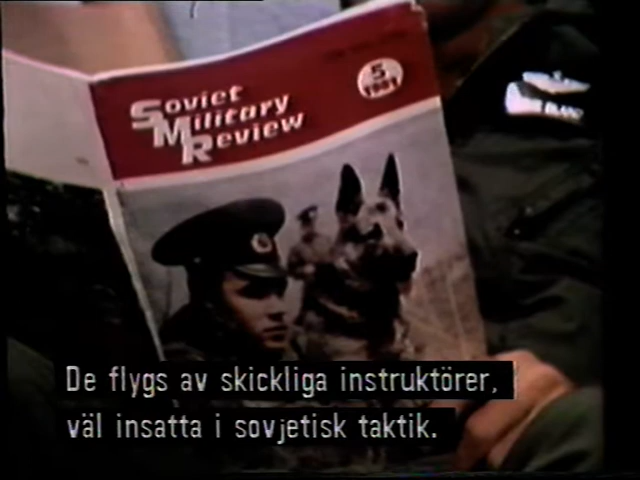 Soviet
Military
Review
5
1981
De flygs av skickliga instruktörer,
väl insatta i sovjetisk taktik.